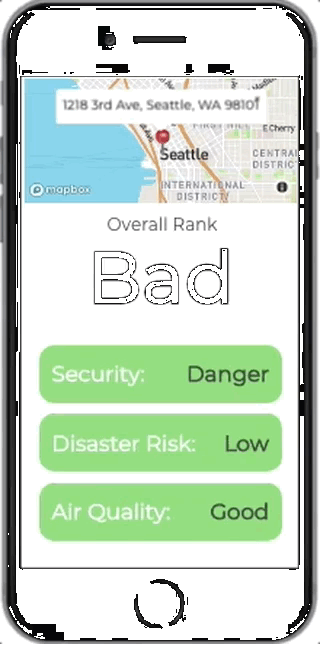 1218 3rd Ave, Seattle, WA 98101
FIRST HILL
E Cherry
Seattle
CENTRAL
DISTRICT
INTERNATIONAL
DISTRICT
mapbox
Overall Rank
Bad
Security: Danger
Disaster Risk: Low
Air Quality: Good